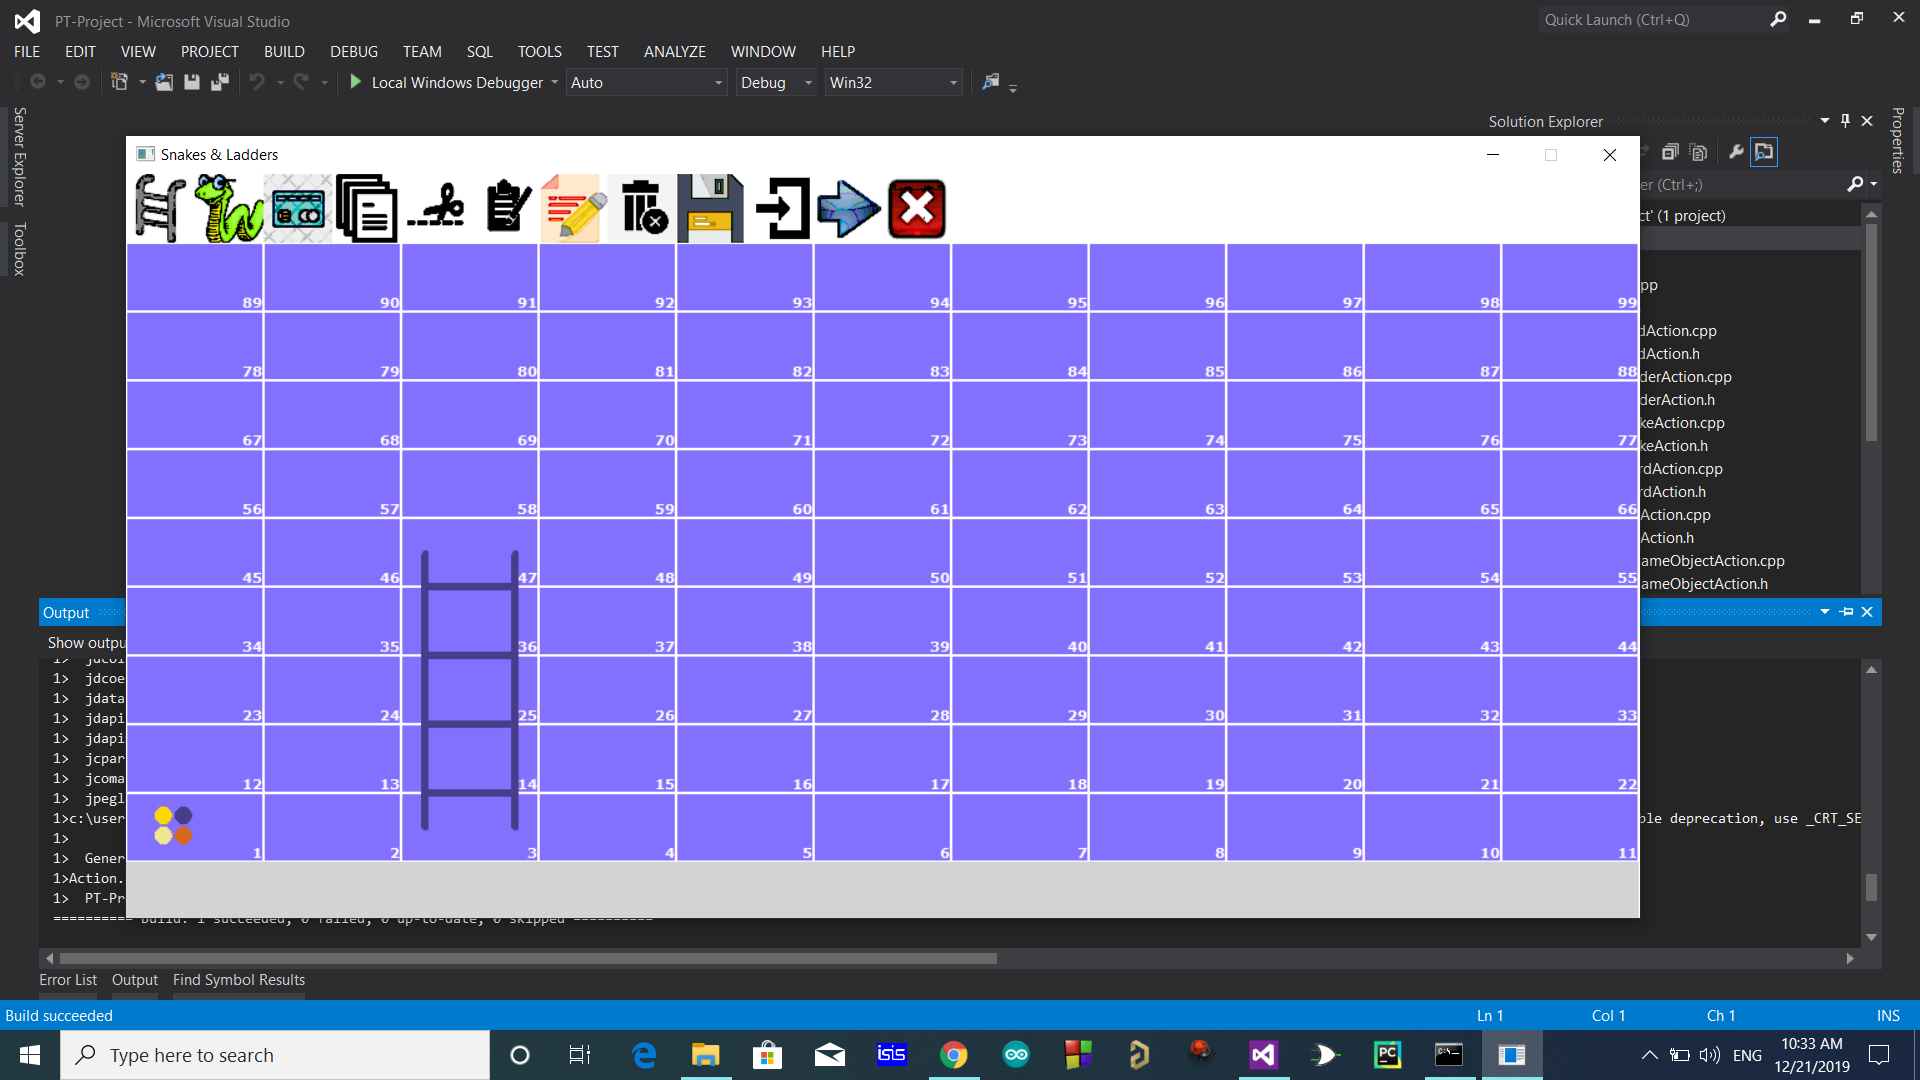 PT-Project - Microsoft Visual Studio
Quick Launch (Ctrl+Q)
FILE EDIT VIEW PROJECT BUILD DEBUG TEAM SQL TOOLS TEST ANALYZE WINDOW HELP
Local Windows Debugger Auto Debug Win32
Server Explorer
Toolbox
Solution Explorer
Properties
Snakes & Ladders
er (Ctrl+;)
ct' (1 project)
pp
dAction.cpp
dAction.h
derAction.cpp
derAction.h
keAction.cpp
keAction.h
rdAction.cpp
rdAction.h
Action.cpp
Action.h
ameObjectAction.cpp
ameObjectAction.h
89 90 91 92 93 94 95 96 97 98 99
78 79 80 81 82 83 84 85 86 87 88
67 68 69 70 71 72 73 74 75 76 77
56 57 58 59 60 61 62 63 64 65 66
45 46 47 48 49 50 51 52 53 54 55
34 35 36 37 38 39 40 41 42 43 44
23 24 25 26 27 28 29 30 31 32 33
12 13 14 15 16 17 18 19 20 21 22
1 2 3 4 5 6 7 8 9 10 11
Output
Show outpu
1> jdcoe
1> jdata
1> jdapi
1> jdapi
1> jcpar
1> jcoma
1> jpegl
1>c:\user ble deprecation, use _CRT_SE
1>
1> Gener
1>Action.
1> PT-Pr
========== Build: 1 succeeded, 0 failed, 0 up-to-date, 0 skipped ==========
Error List Output Find Symbol Results
Build succeeded Ln 1 Col 1 Ch 1 INS
Type here to search
isis
PC
C:\
ENG
10:33 AM
12/21/2019